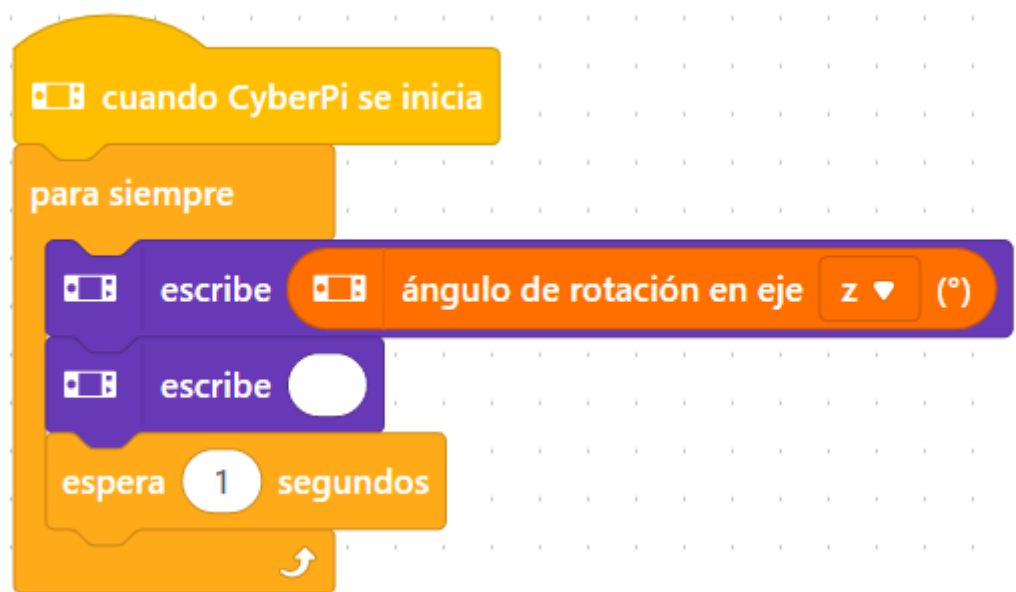 cuando CyberPi se inicia
para siempre
escribe ángulo de rotación en eje z (°)
escribe
espera 1 segundos